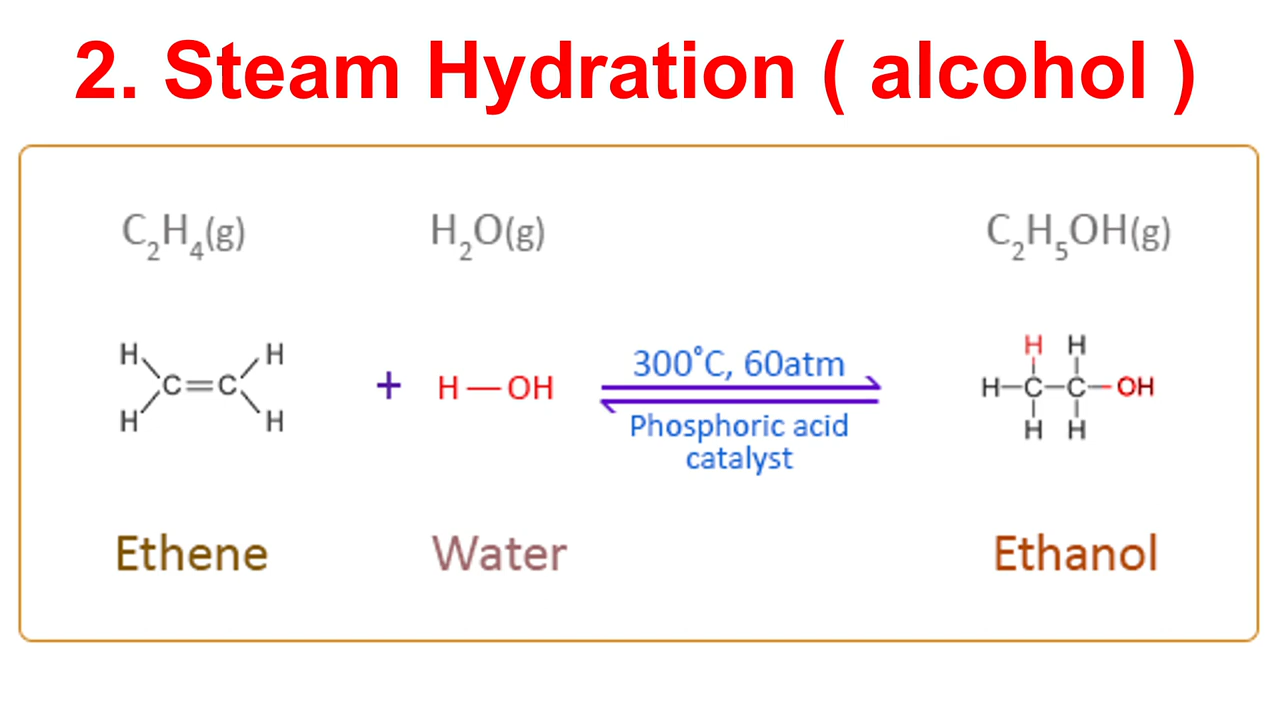 2. Steam Hydration ( alcohol )
C₂H₄(g) H₂O(g) C₂H₅OH(g)
H H H H
300°C, 60atm
C=C + H—OH H—C—C—OH
Phosphoric acid
H H H H
catalyst
Ethene Water Ethanol